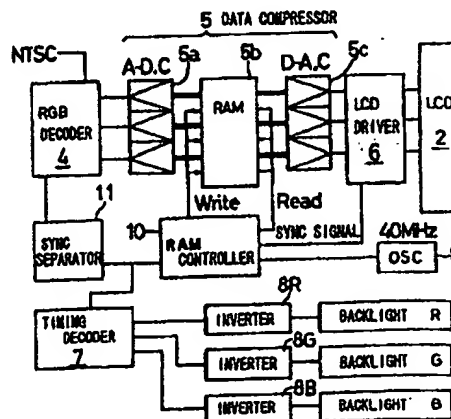 5 DATA COMPRESSOR
NTSC
A-D.C
5a
5b
D-A.C
5c
RGB
DECODER
4
RAM
LCD
DRIVER
6
LCD
2
11
Write
Read
SYNC
SEPARATOR
10
RAM
CONTROLLER
SYNC SIGNAL
40MHz
OSC
TIMING
DECODER
7
8R
INVERTER
BACKLIGHT R
8G
INVERTER
BACKLIGHT G
8B
INVERTER
BACKLIGHT B